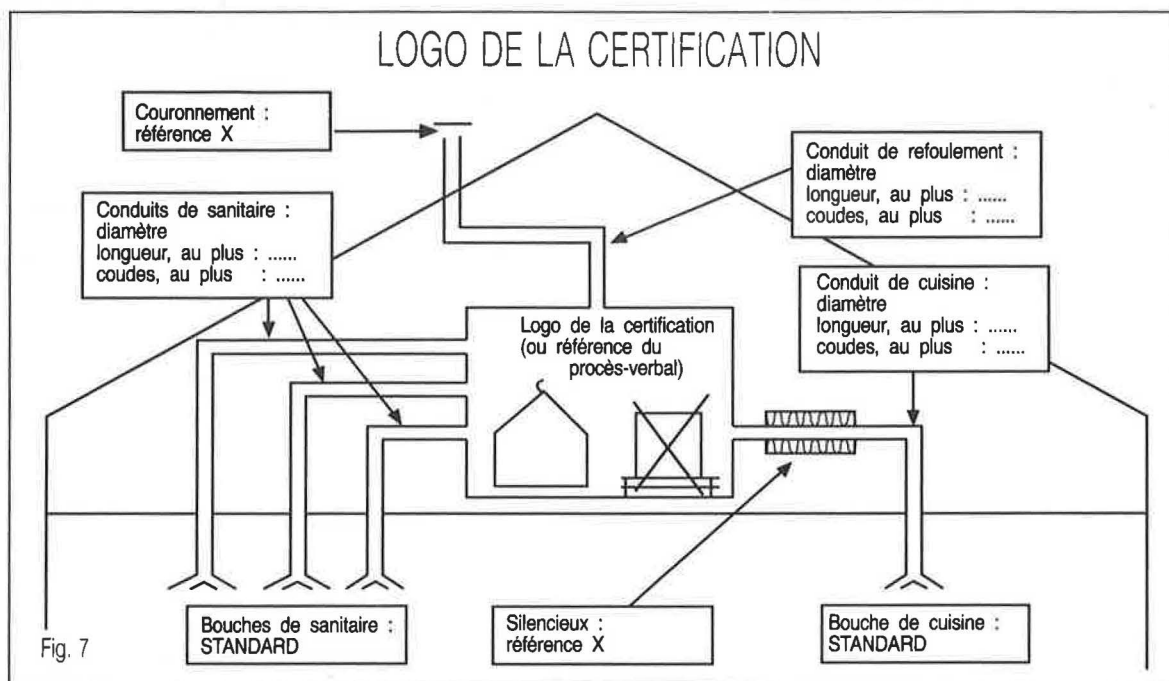 LOGO DE LA CERTIFICATION
Couronnement :
référence X
Conduit de refoulement :
diamètre
longueur, au plus : ......
coudes, au plus : ......
Conduits de sanitaire :
diamètre
longueur, au plus : ......
coudes, au plus : ......
Conduit de cuisine :
diamètre
longueur, au plus : ......
coudes, au plus : ......
Logo de la certification
(ou référence du
procès-verbal)
Bouches de sanitaire :
STANDARD
Silencieux :
référence X
Bouche de cuisine :
STANDARD
Fig. 7